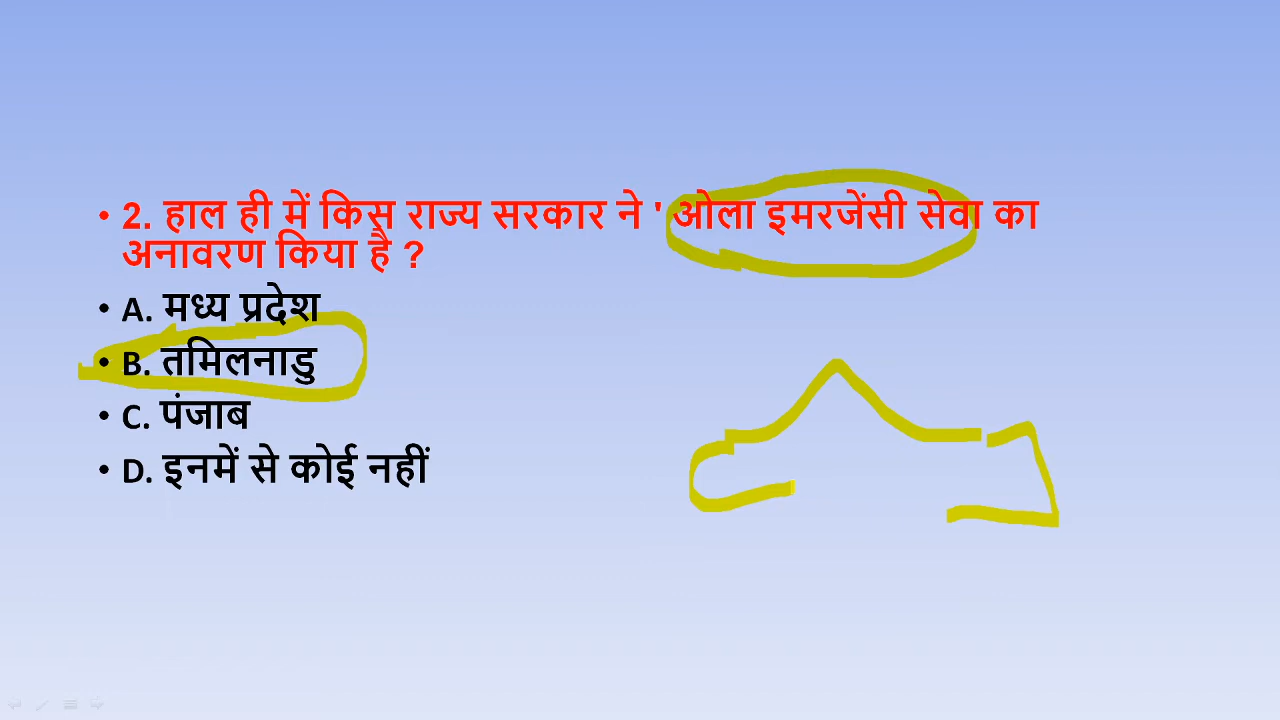 • 2. हाल ही में किस राज्य सरकार ने ' ओला इमरजेंसी सेवा का
अनावरण किया है ?
• A. मध्य प्रदेश
• B. तमिलनाडु
• C. पंजाब
• D. इनमें से कोई नहीं